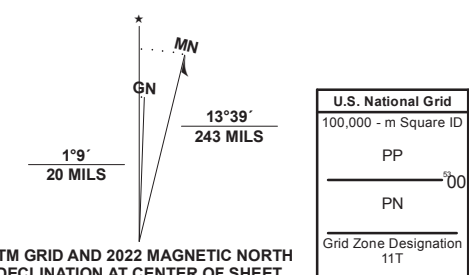 ★
MN
GN
13°39´
243 MILS
1°9´
20 MILS
TM GRID AND 2022 MAGNETIC NORTH
DECLINATION AT CENTER OF SHEET
U.S. National Grid
100,000 - m Square ID
PP
5300
PN
Grid Zone Designation
11T